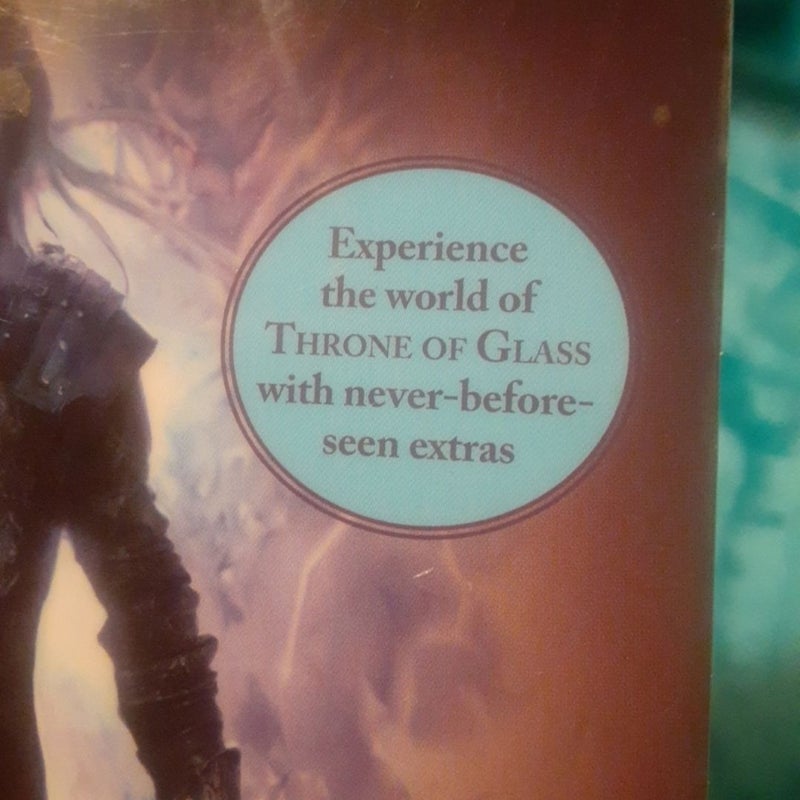 Experience
the world of
THRONE OF GLASS
with never-before-
seen extras